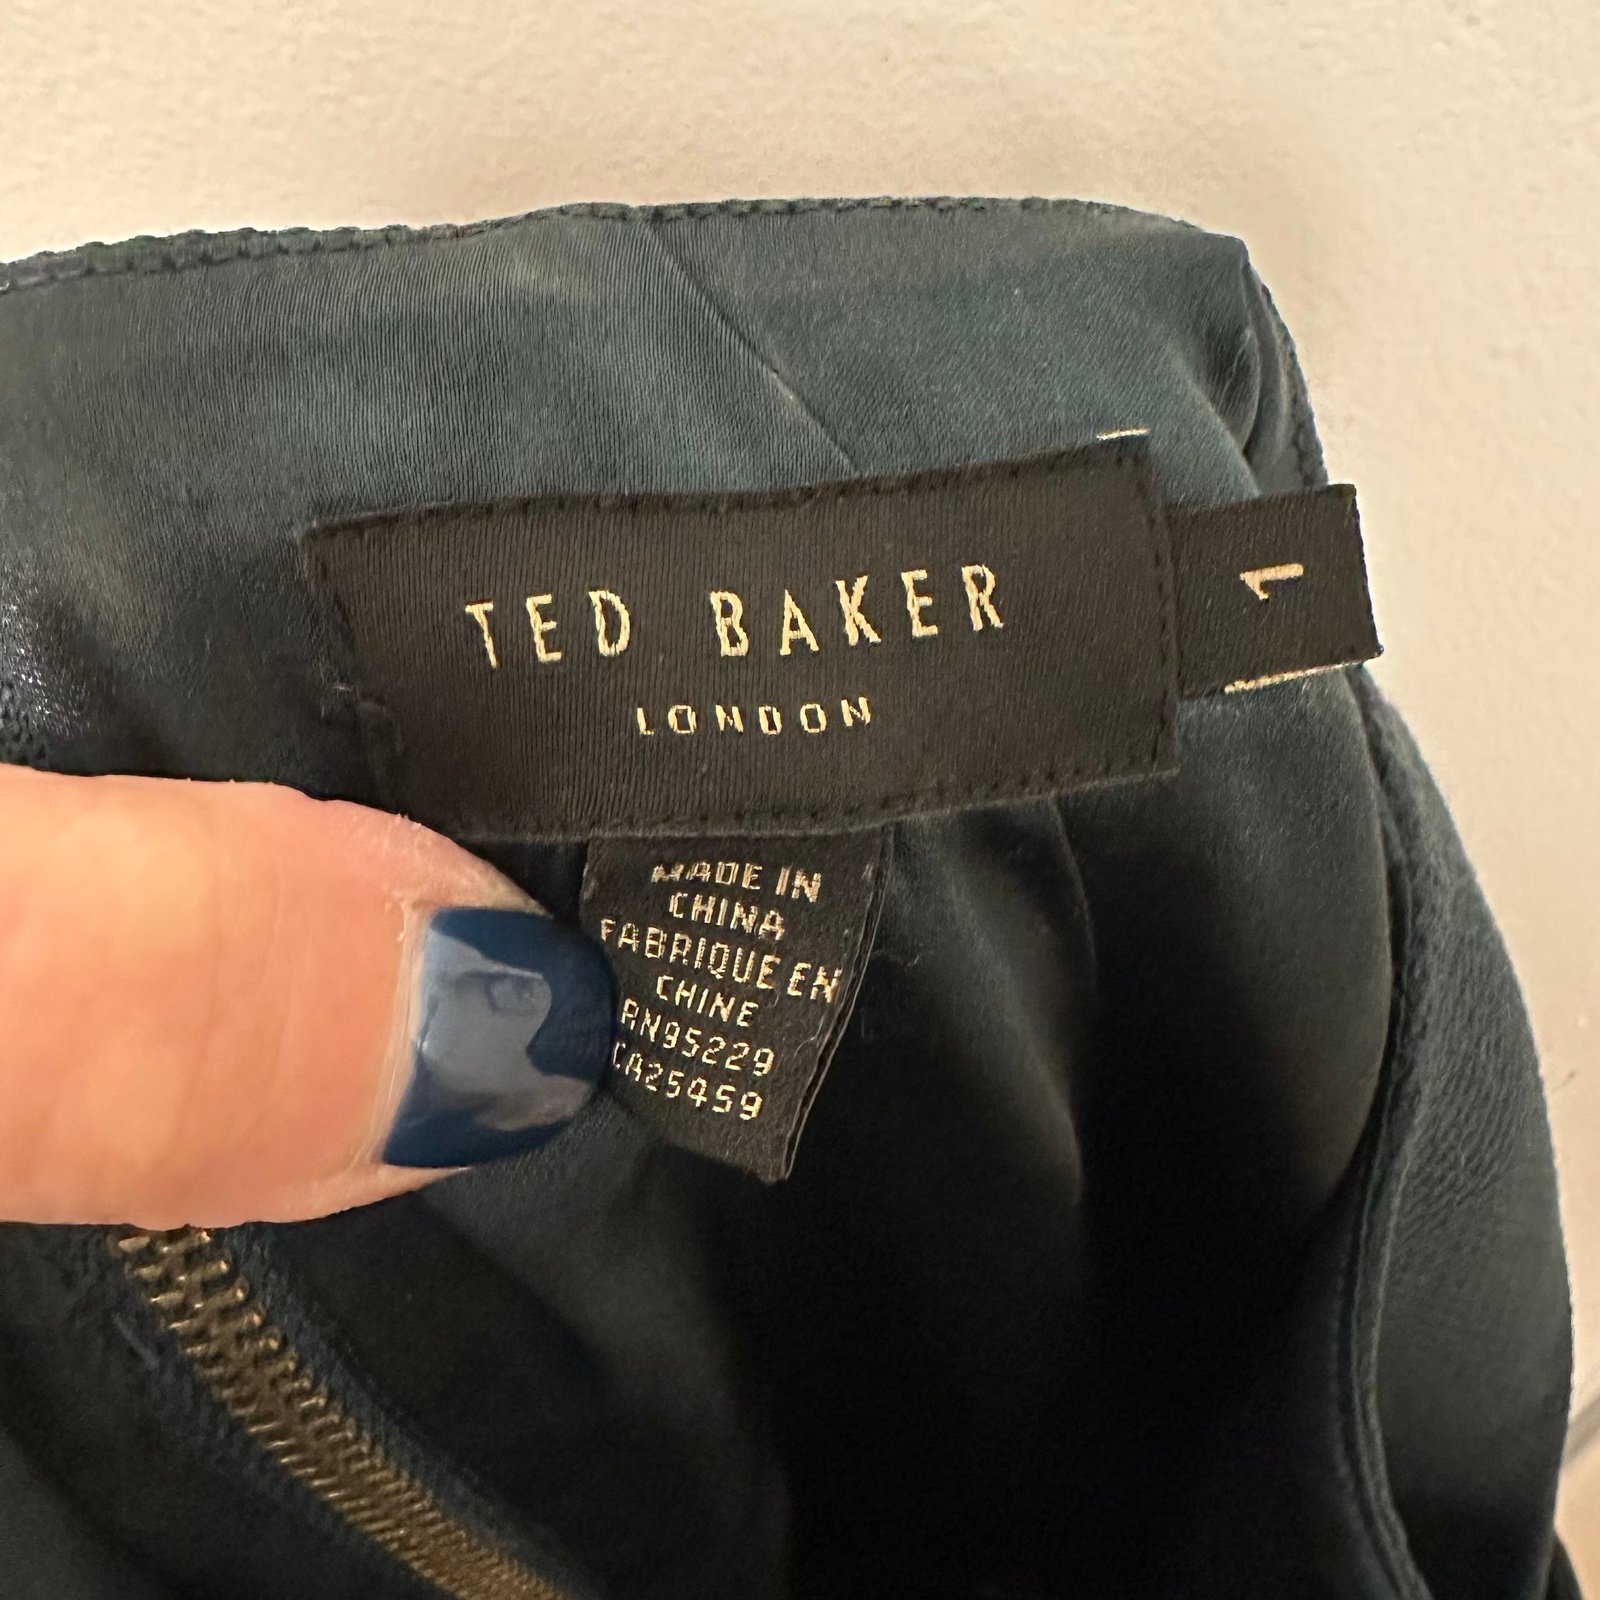 TED BAKER
LONDON
1
MADE IN
CHINA
FABRIQUE EN
CHINE
RN95229
CA25459